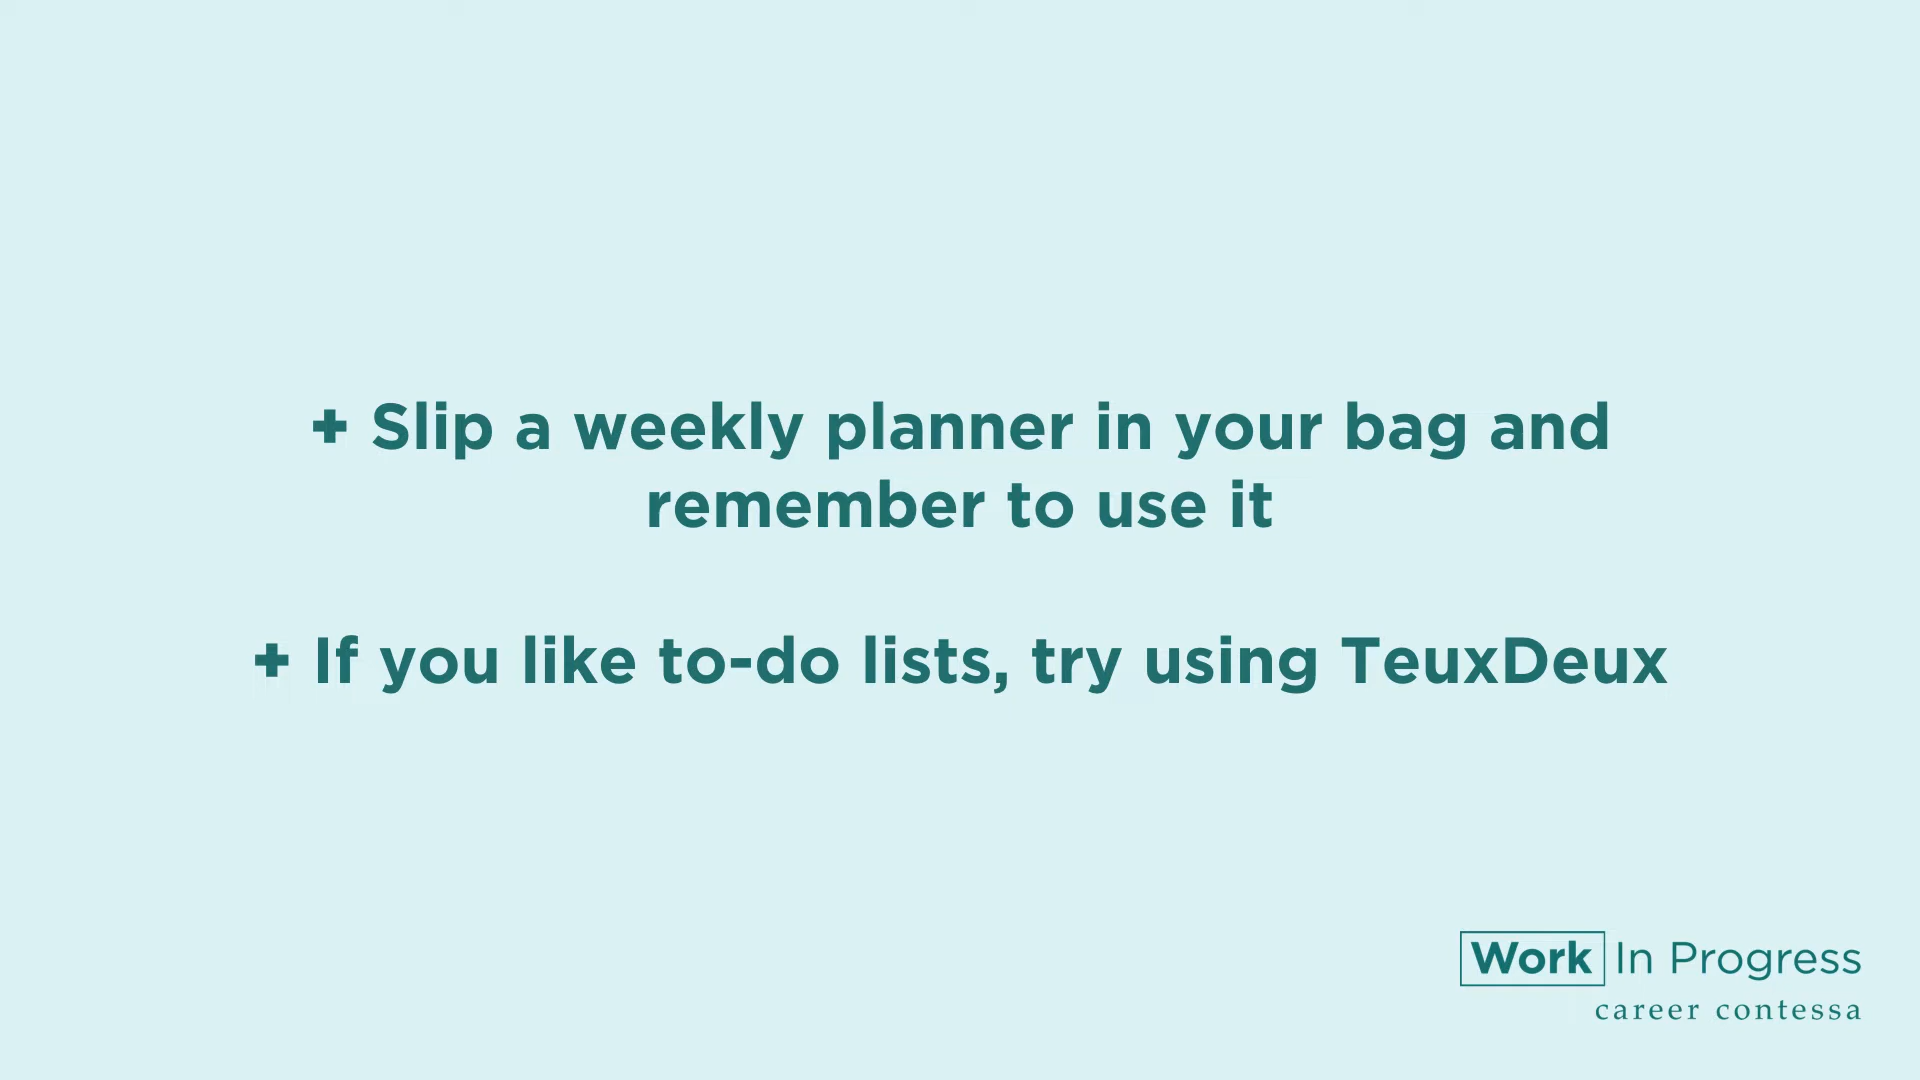 + Slip a weekly planner in your bag and
remember to use it
+ If you like to-do lists, try using TeuxDeux
Work In Progress
career contessa